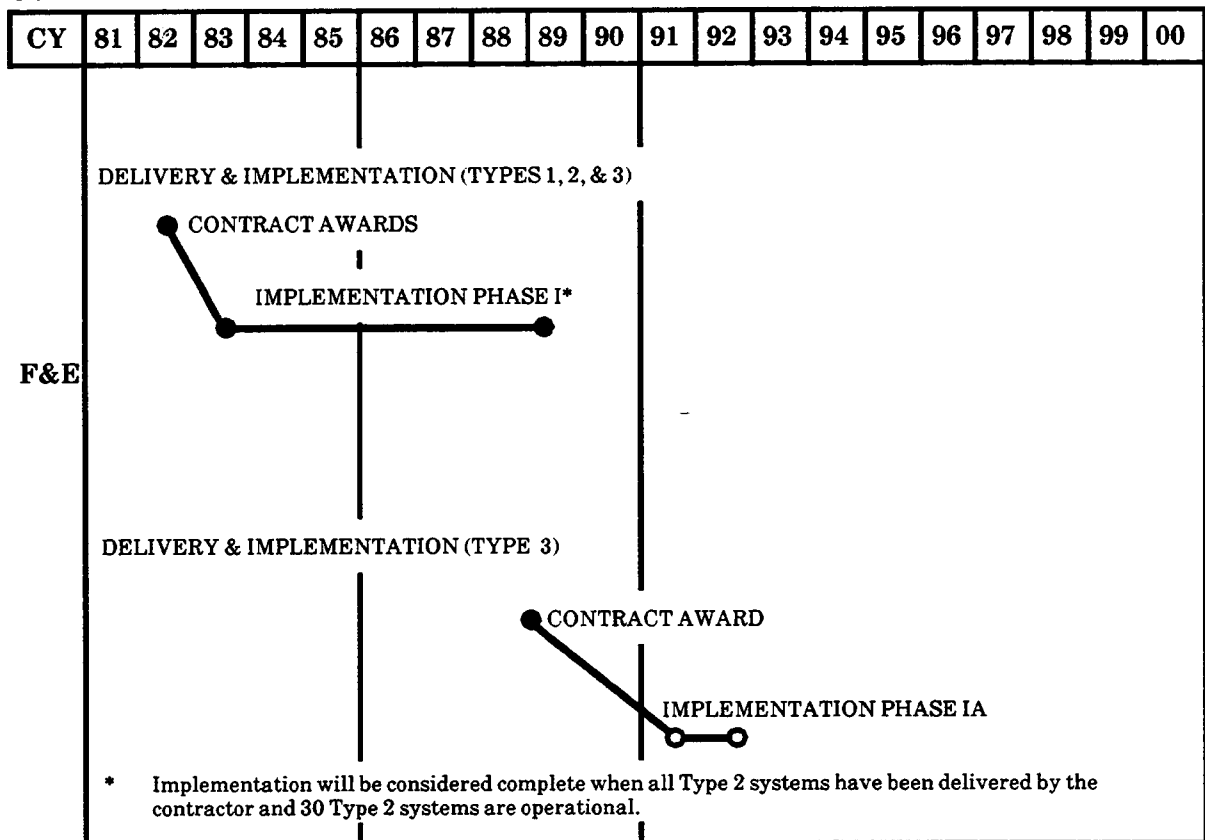 CY 81 82 83 84 85 86 87 88 89 90 91 92 93 94 95 96 97 98 99 00
DELIVERY & IMPLEMENTATION (TYPES 1, 2, & 3)
CONTRACT AWARDS
IMPLEMENTATION PHASE I*
F&E
DELIVERY & IMPLEMENTATION (TYPE 3)
CONTRACT AWARD
IMPLEMENTATION PHASE IA
* Implementation will be considered complete when all Type 2 systems have been delivered by the
contractor and 30 Type 2 systems are operational.